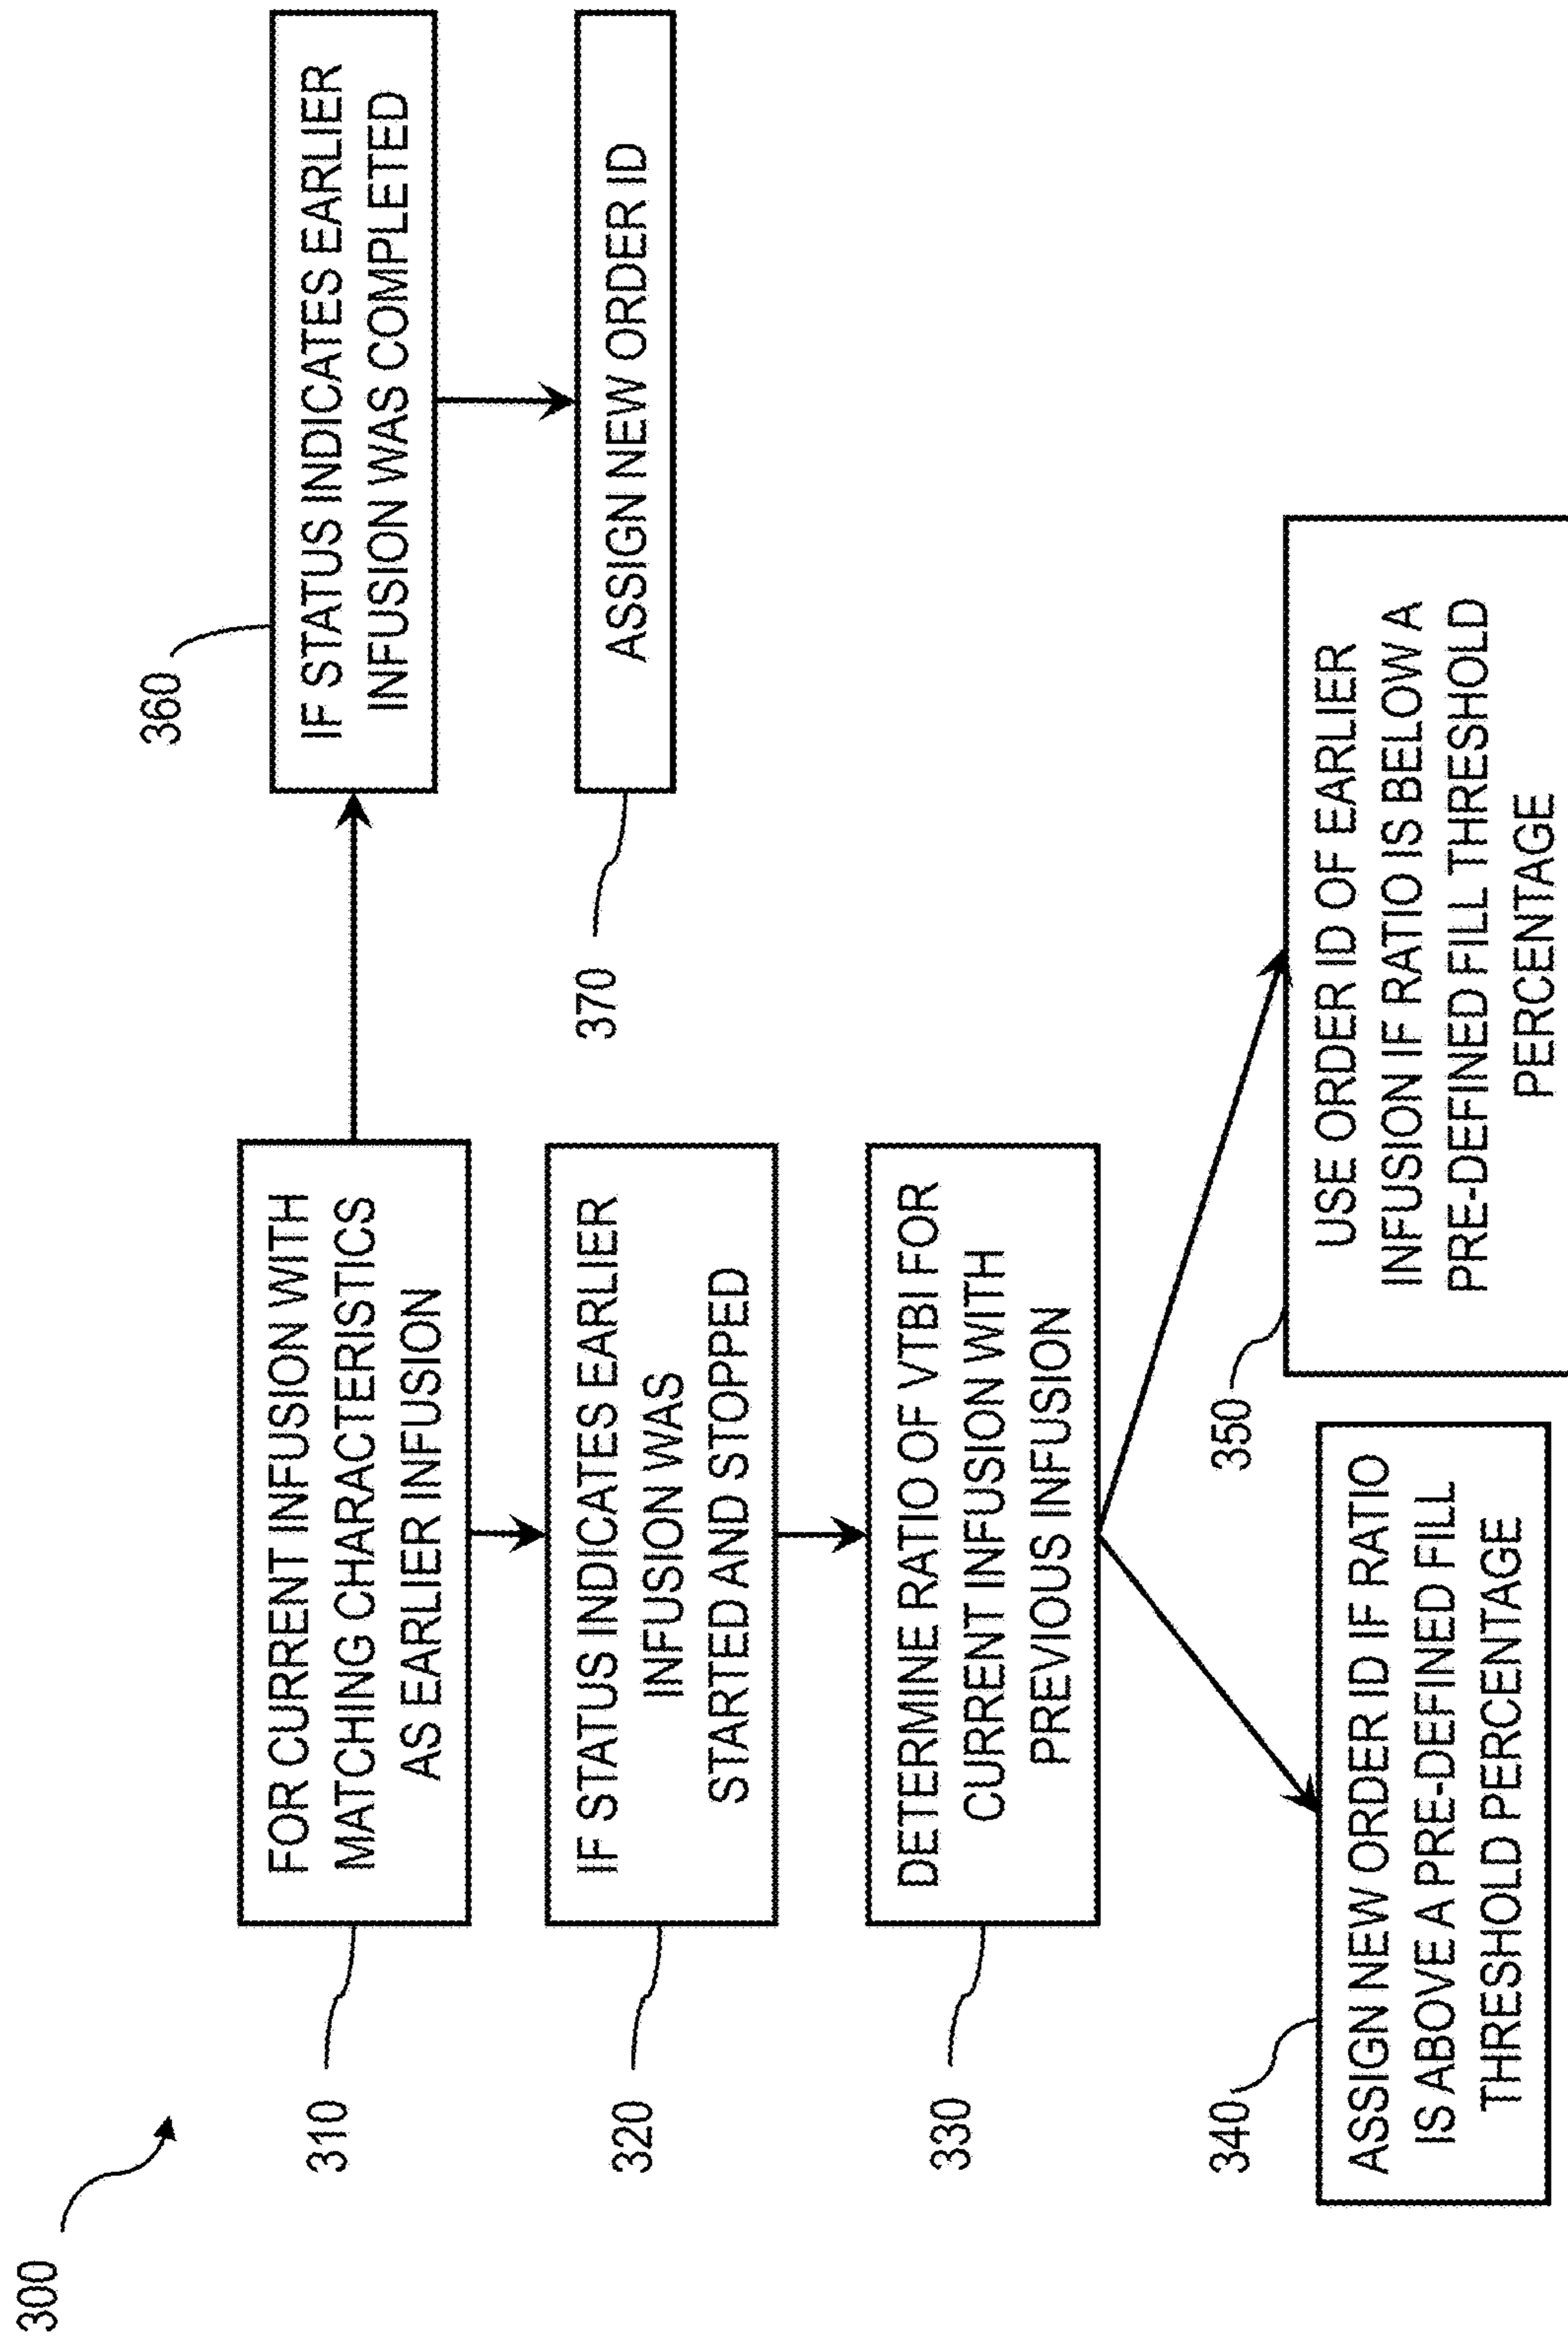 300
310
FOR CURRENT INFUSION WITH
MATCHING CHARACTERISTICS
AS EARLIER INFUSION
360
IF STATUS INDICATES EARLIER
INFUSION WAS COMPLETED
320
IF STATUS INDICATES EARLIER
INFUSION WAS
STARTED AND STOPPED
370
ASSIGN NEW ORDER ID
330
DETERMINE RATIO OF VTBI FOR
CURRENT INFUSION WITH
PREVIOUS INFUSION
340
ASSIGN NEW ORDER ID IF RATIO
IS ABOVE A PRE-DEFINED FILL
THRESHOLD PERCENTAGE
350
USE ORDER ID OF EARLIER
INFUSION IF RATIO IS BELOW A
PRE-DEFINED FILL THRESHOLD
PERCENTAGE